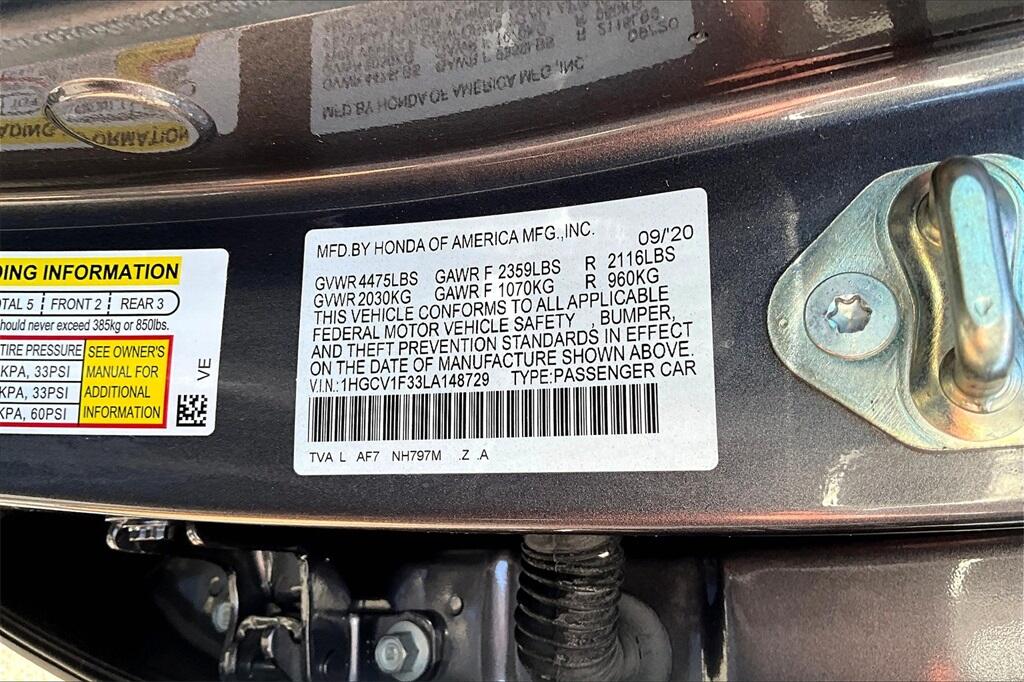 MFD.BY HONDA OF AMERICA MFG.,INC. 09/'20
GVWR 4475LBS GAWR F 2359LBS R 2116LBS
GVWR 2030KG GAWR F 1070KG R 960KG
THIS VEHICLE CONFORMS TO ALL APPLICABLE
FEDERAL MOTOR VEHICLE SAFETY , BUMPER,
AND THEFT PREVENTION STANDARDS IN EFFECT
ON THE DATE OF MANUFACTURE SHOWN ABOVE.
V.I.N.: 1HGCV1F33LA148729 TYPE:PASSENGER CAR
TVA L AF7 NH797M .Z .A
INFORMATION
5 FRONT 2 REAR 3
should never exceed 385kg or 850lbs.
TIRE PRESSURE
KPA, 33PSI
KPA, 33PSI
KPA, 60PSI
SEE OWNER'S
MANUAL FOR
ADDITIONAL
INFORMATION
VE